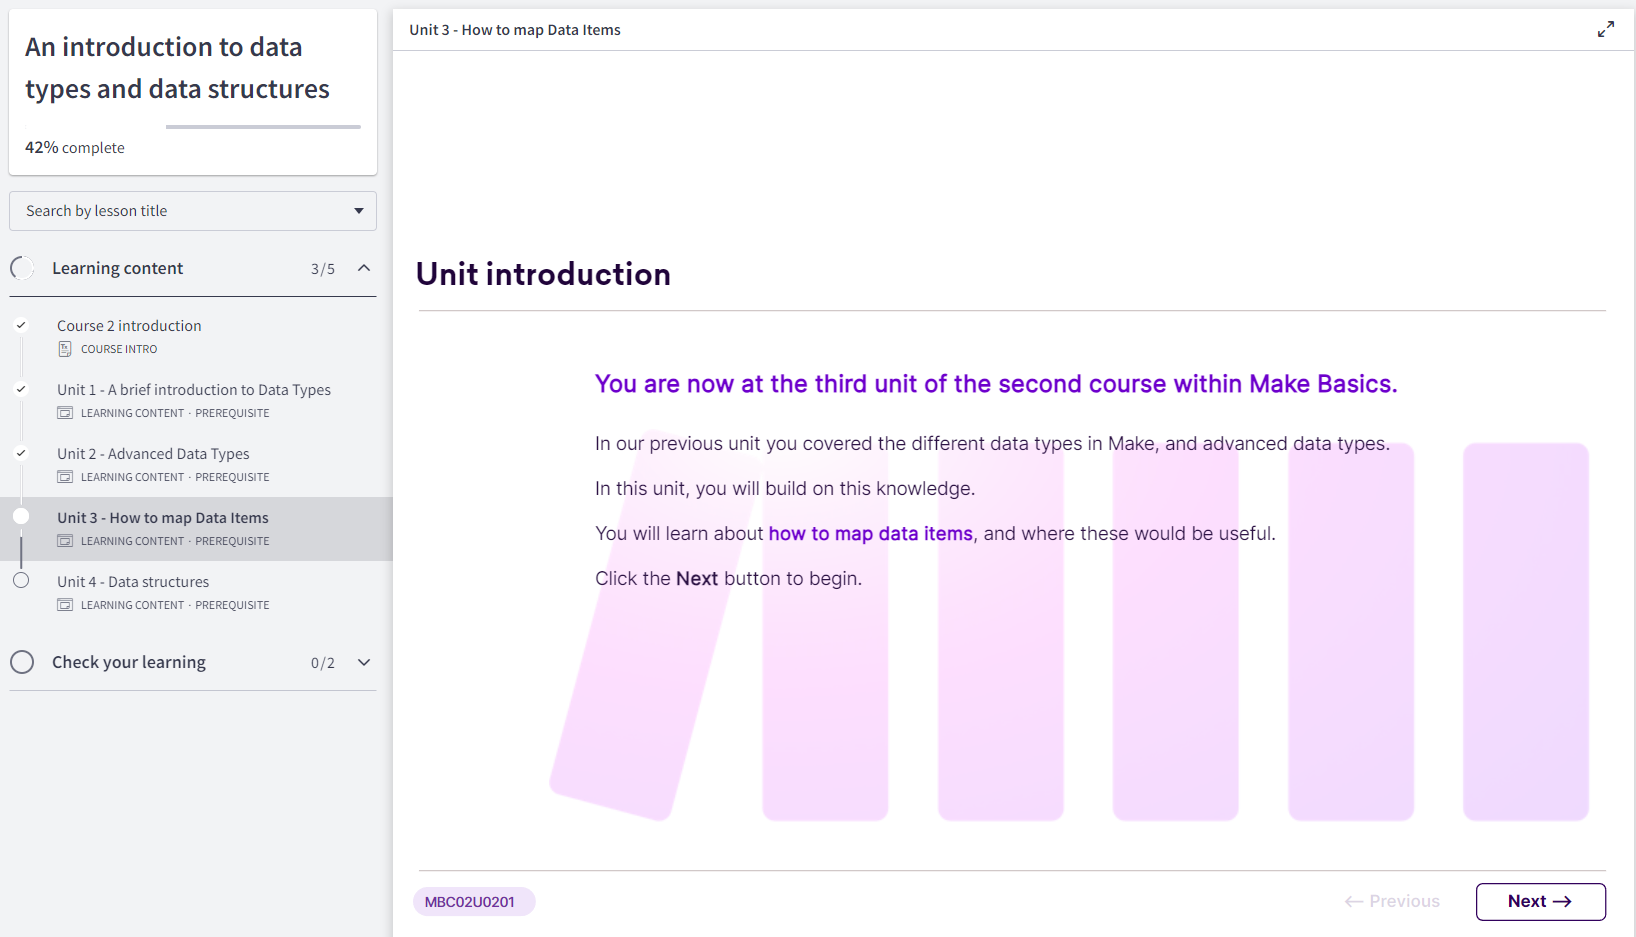 An introduction to data
types and data structures
42% complete
Search by lesson title
Learning content 3/5
Course 2 introduction
COURSE INTRO
Unit 1 - A brief introduction to Data Types
LEARNING CONTENT · PREREQUISITE
Unit 2 - Advanced Data Types
LEARNING CONTENT · PREREQUISITE
Unit 3 - How to map Data Items
LEARNING CONTENT · PREREQUISITE
Unit 4 - Data structures
LEARNING CONTENT · PREREQUISITE
Check your learning 0/2
Unit 3 - How to map Data Items
Unit introduction
You are now at the third unit of the second course within Make Basics.
In our previous unit you covered the different data types in Make, and advanced data types.
In this unit, you will build on this knowledge.
You will learn about how to map data items, and where these would be useful.
Click the Next button to begin.
MBC02U0201
← Previous
Next →